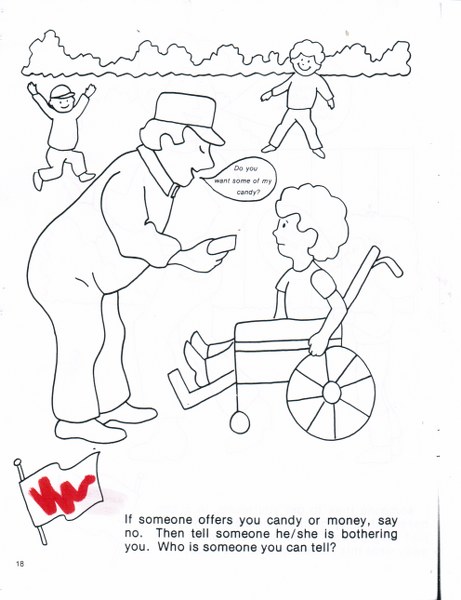 Do you
want some of my
candy?
If someone offers you candy or money, say
no. Then tell someone he/she is bothering
you. Who is someone you can tell?
18